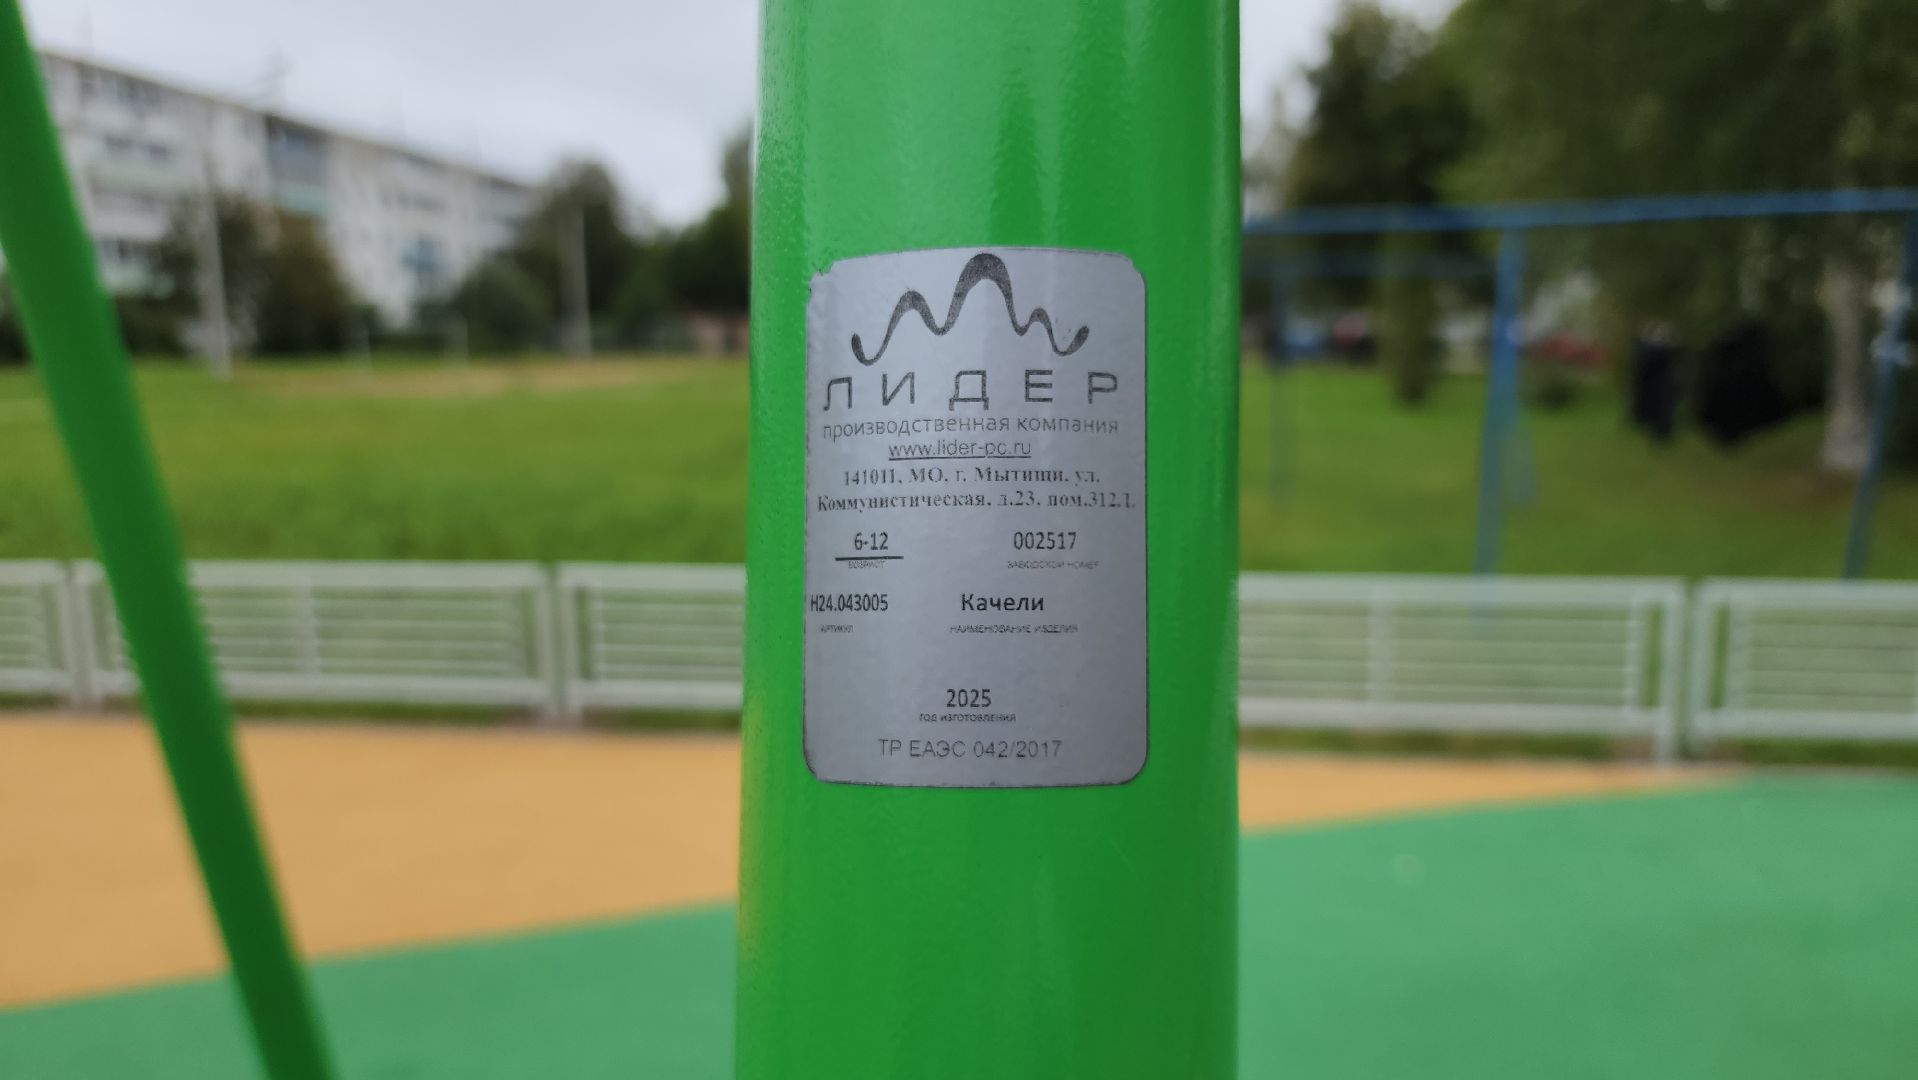 ЛИДЕР
производственная компания
www.lider-pc.ru
141011, МО, г. Мытищи, ул.
Коммунистическая, д.23, пом.312.1.
6-12 002517
ВОЗРАСТ ЗАВОДСКОЙ НОМЕР
Н24.043005 Качели
АРТИКУЛ НАИМЕНОВАНИЕ ИЗДЕЛИЯ
2025
ГОД ИЗГОТОВЛЕНИЯ
ТР ЕАЭС 042/2017